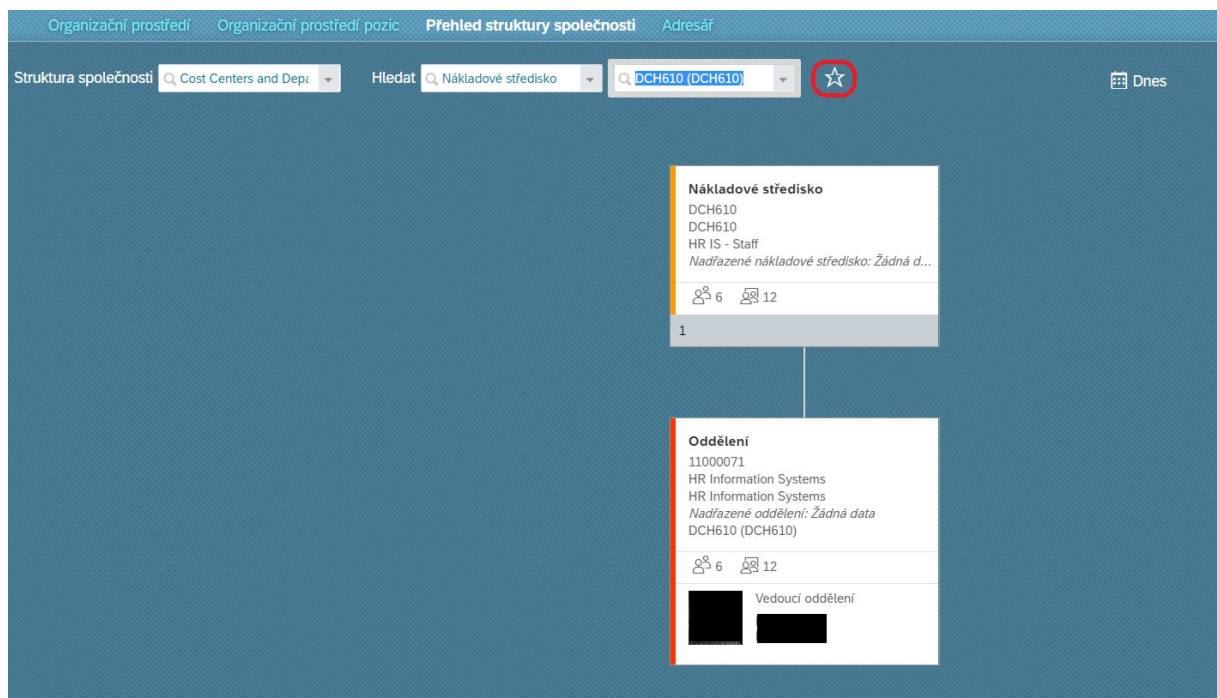 Organizační prostředí Organizační prostředí pozic Přehled struktury společnosti Adresář
Struktura společnosti Cost Centers and Depa Hledat Nákladové středisko DCH610 (DCH610) Dnes
Nákladové středisko
DCH610
DCH610
HR IS - Staff
Nadřazené nákladové středisko: Žádná d...
6 12
1
Oddělení
11000071
HR Information Systems
HR Information Systems
Nadřazené oddělení: Žádná data
DCH610 (DCH610)
6 12
Vedoucí oddělení